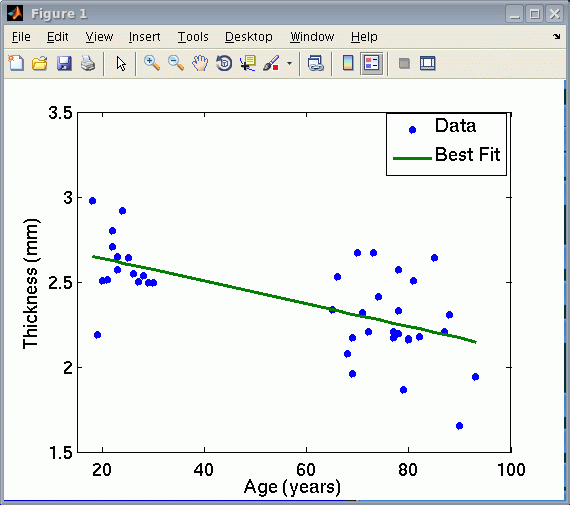 Figure 1
File Edit View Insert Tools Desktop Window Help
3.5
3
2.5
2
1.5
Thickness (mm)
Data
Best Fit
20 40 60 80 100
Age (years)